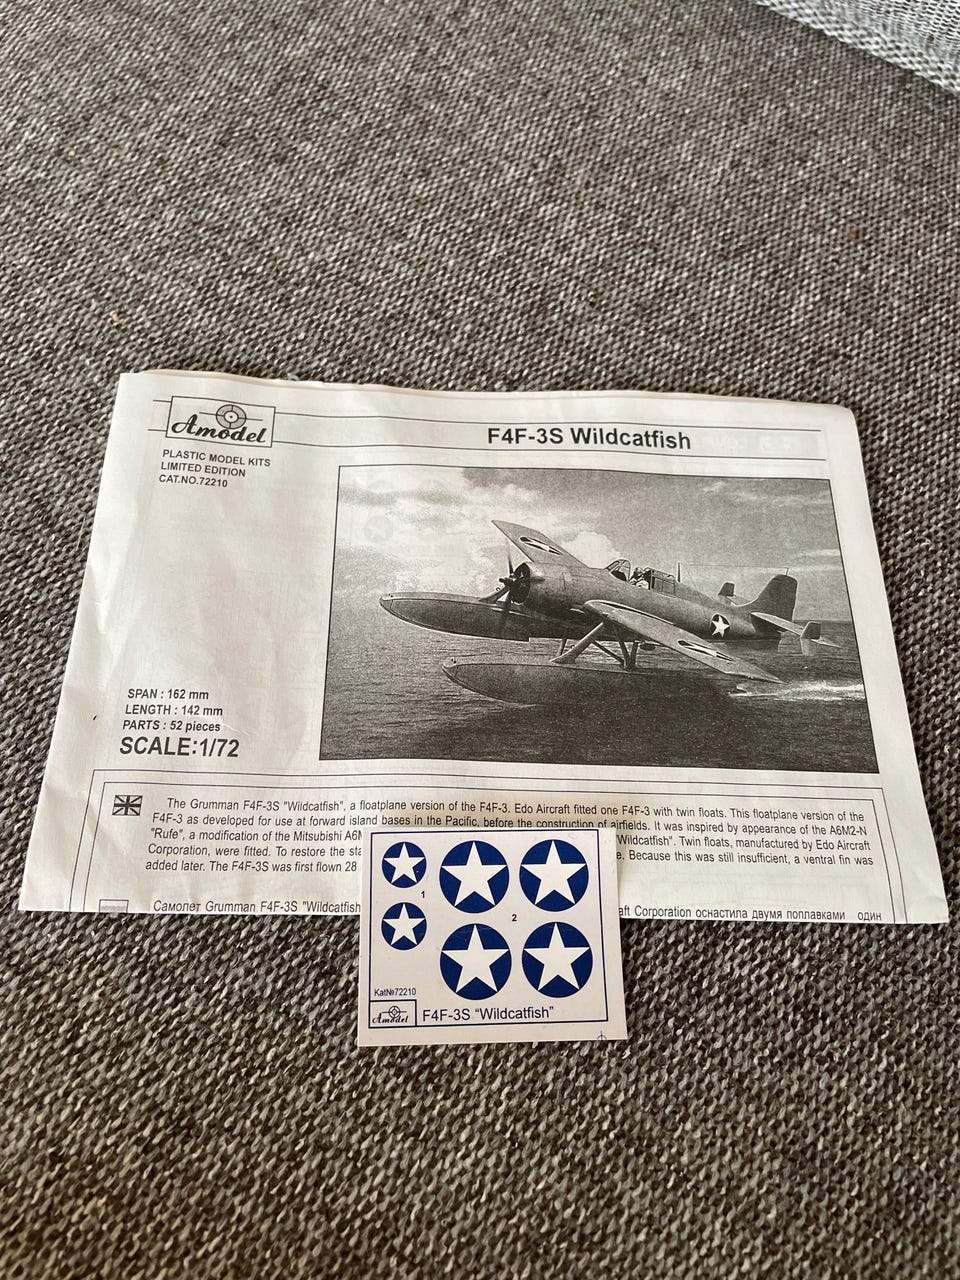 Amodel
F4F-3S Wildcatfish
PLASTIC MODEL KITS
LIMITED EDITION
CAT.NO.72210
SPAN : 162 mm
LENGTH : 142 mm
PARTS : 52 pieces
SCALE:1/72
The Grumman F4F-3S "Wildcatfish", a floatplane version of the F4F-3. Edo Aircraft fitted one F4F-3 with twin floats. This floatplane version of the
F4F-3 as developed for use at forward island bases in the Pacific, before the construction of airfields. It was inspired by appearance of the A6M2-N
"Rufe", a modification of the Mitsubishi A6M "Wildcatfish". Twin floats, manufactured by Edo Aircraft
Corporation, were fitted. To restore the sta e. Because this was still insufficient, a ventral fin was
added later. The F4F-3S was first flown 28
Самолет Grumman F4F-3S "Wildcatfish aft Corporation оснастила двумя поплавками один
1
2
Kat№72210
Amodel
F4F-3S “Wildcatfish”